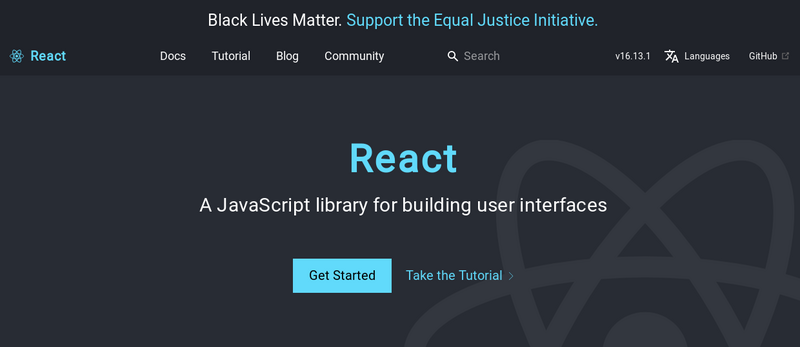 Black Lives Matter. Support the Equal Justice Initiative.
React Docs Tutorial Blog Community Search v16.13.1 Languages GitHub
React
A JavaScript library for building user interfaces
Get Started Take the Tutorial